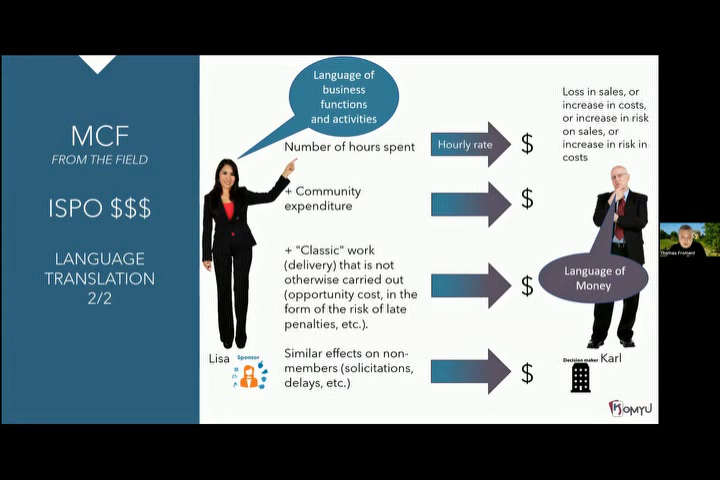 MCF
FROM THE FIELD
ISPO $$$
LANGUAGE
TRANSLATION
2/2
Language of
business
functions
and activities
Number of hours spent
Hourly rate
$
+ Community
expenditure
$
+ "Classic" work
(delivery) that is not
otherwise carried out
(opportunity cost, in the
form of the risk of late
penalties, etc.).
$
Similar effects on non-
members (solicitations,
delays, etc.)
$
Lisa
Sponsor
Loss in sales, or
increase in costs,
or increase in risk
on sales, or
increase in risk in
costs
Language of
Money
Decision maker
Karl
KOMYU